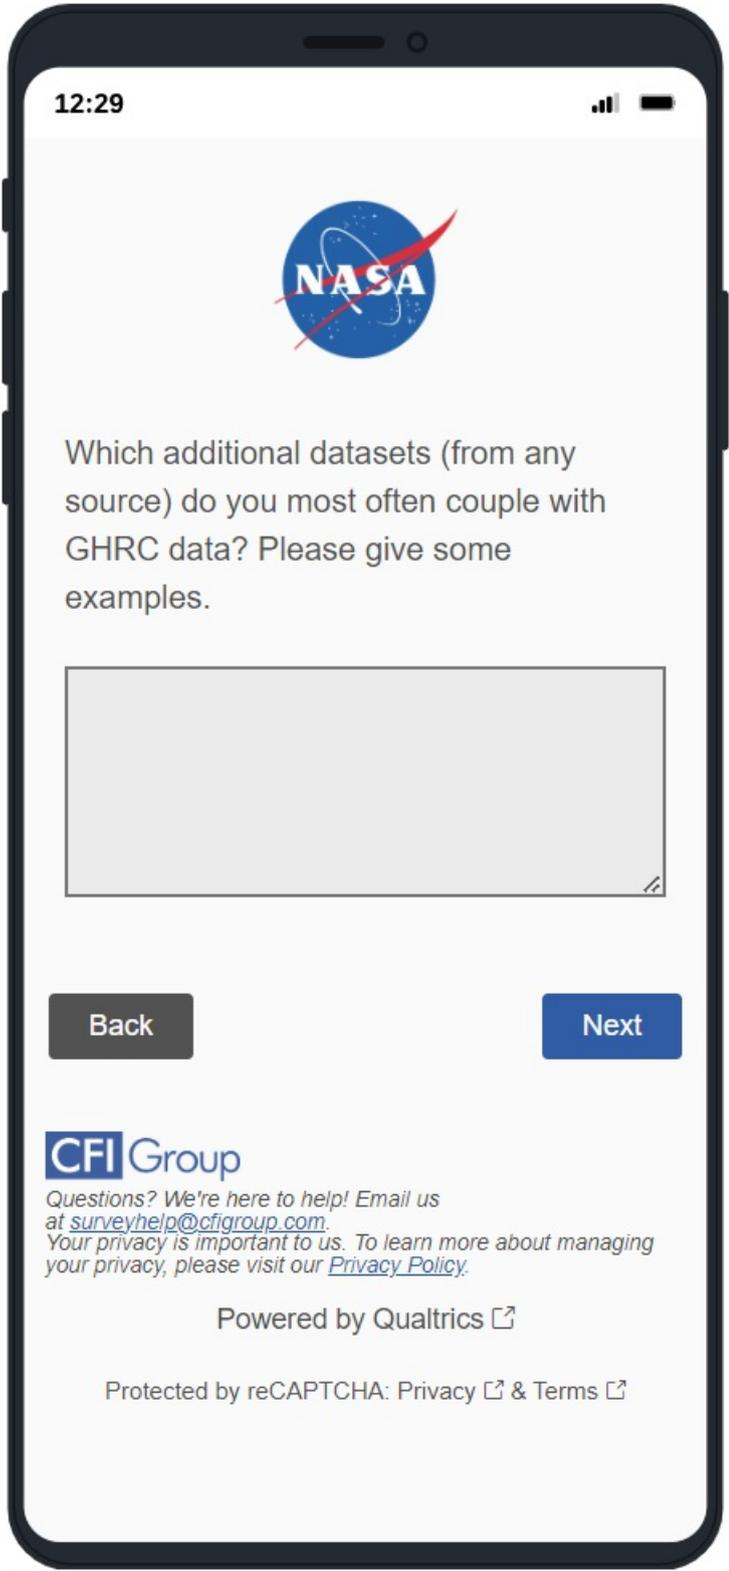 12:29
NASA
Which additional datasets (from any
source) do you most often couple with
GHRC data? Please give some
examples.
Back
Next
CFI Group
Questions? We're here to help! Email us
at surveyhelp@cfigroup.com.
Your privacy is important to us. To learn more about managing
your privacy, please visit our Privacy Policy.
Powered by Qualtrics
Protected by reCAPTCHA: Privacy & Terms